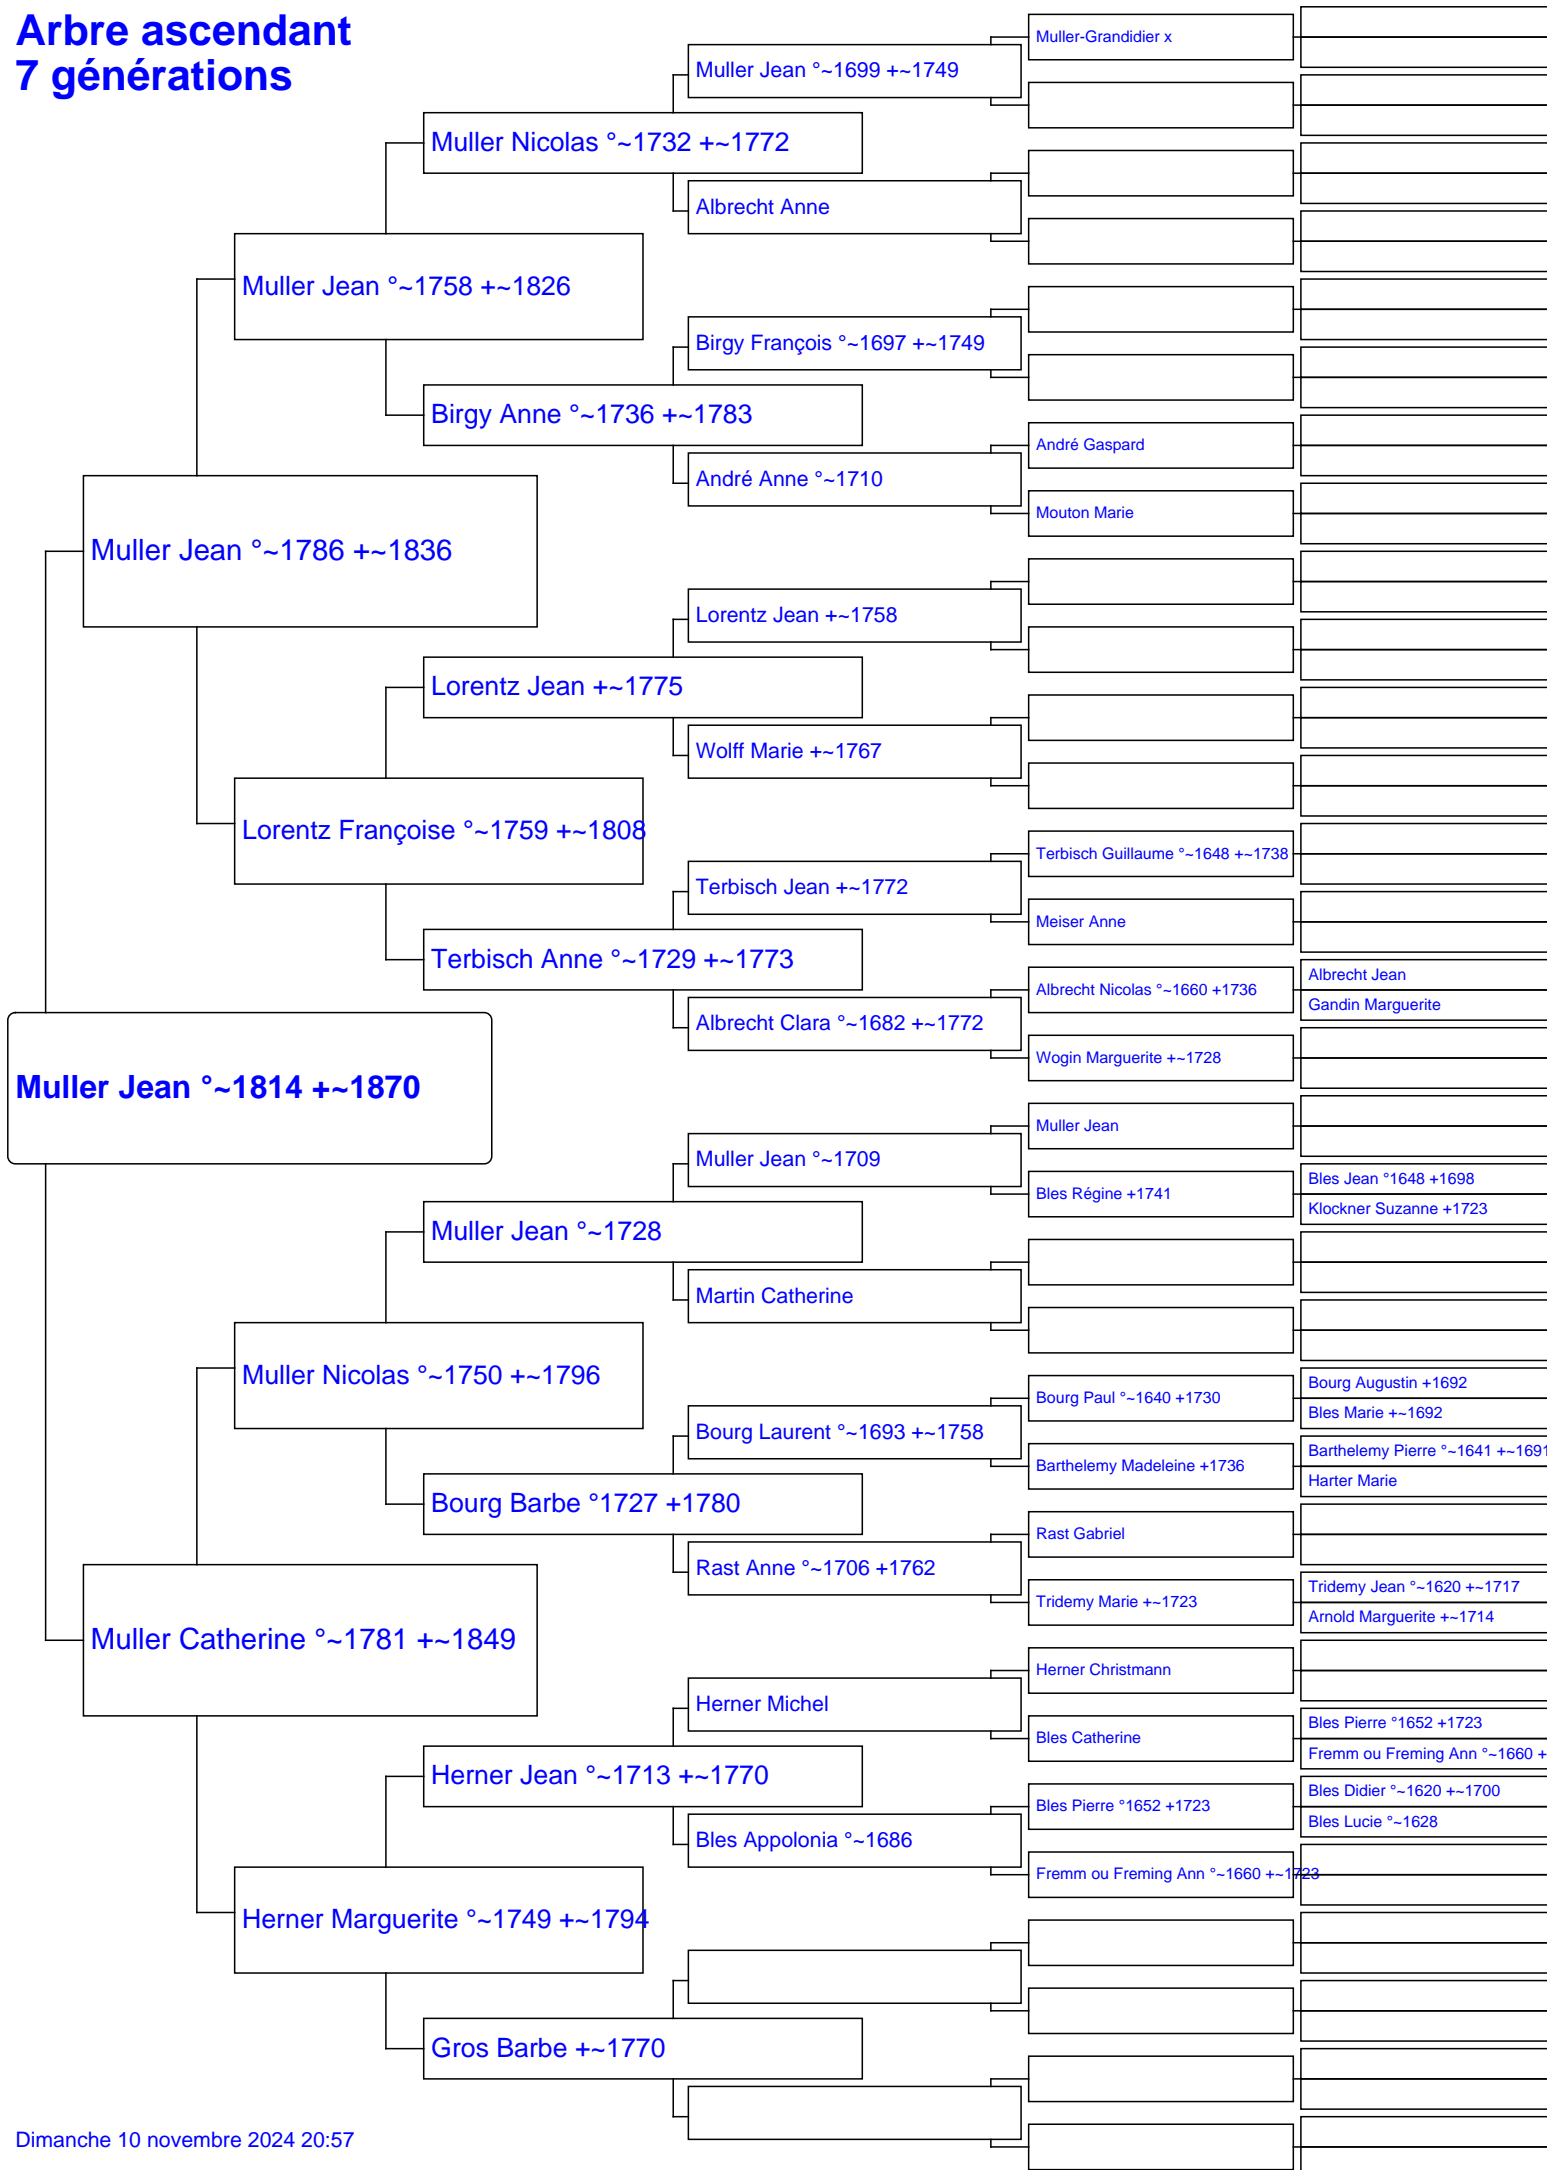 Arbre ascendant
7 générations
Muller Jean °~1814 +~1870
Muller Jean °~1786 +~1836
Muller Catherine °~1781 +~1849
Muller Jean °~1758 +~1826
Lorentz Françoise °~1759 +~1808
Muller Nicolas °~1750 +~1796
Herner Marguerite °~1749 +~1794
Muller Nicolas °~1732 +~1772
Birgy Anne °~1736 +~1783
Lorentz Jean +~1775
Terbisch Anne °~1729 +~1773
Muller Jean °~1728
Bourg Barbe °1727 +1780
Herner Jean °~1713 +~1770
Gros Barbe +~1770
Muller Jean °~1699 +~1749
Albrecht Anne
Birgy François °~1697 +~1749
André Anne °~1710
Lorentz Jean +~1758
Wolff Marie +~1767
Terbisch Jean +~1772
Albrecht Clara °~1682 +~1772
Muller Jean °~1709
Martin Catherine
Bourg Laurent °~1693 +~1758
Rast Anne °~1706 +1762
Herner Michel
Bles Appolonia °~1686
Muller-Grandidier x
André Gaspard
Mouton Marie
Terbisch Guillaume °~1648 +~1738
Meiser Anne
Albrecht Nicolas °~1660 +1736
Wogin Marguerite +~1728
Muller Jean
Bles Régine +1741
Bourg Paul °~1640 +1730
Barthelemy Madeleine +1736
Rast Gabriel
Tridemy Marie +~1723
Herner Christmann
Bles Catherine
Bles Pierre °1652 +1723
Fremm ou Freming Ann °~1660 +~1723
Albrecht Jean
Gandin Marguerite
Bles Jean °1648 +1698
Klockner Suzanne +1723
Bourg Augustin +1692
Bles Marie +~1692
Barthelemy Pierre °~1641 +~1691
Harter Marie
Tridemy Jean °~1620 +~1717
Arnold Marguerite +~1714
Bles Pierre °1652 +1723
Fremm ou Freming Ann °~1660 +
Bles Didier °~1620 +~1700
Bles Lucie °~1628
Dimanche 10 novembre 2024 20:57